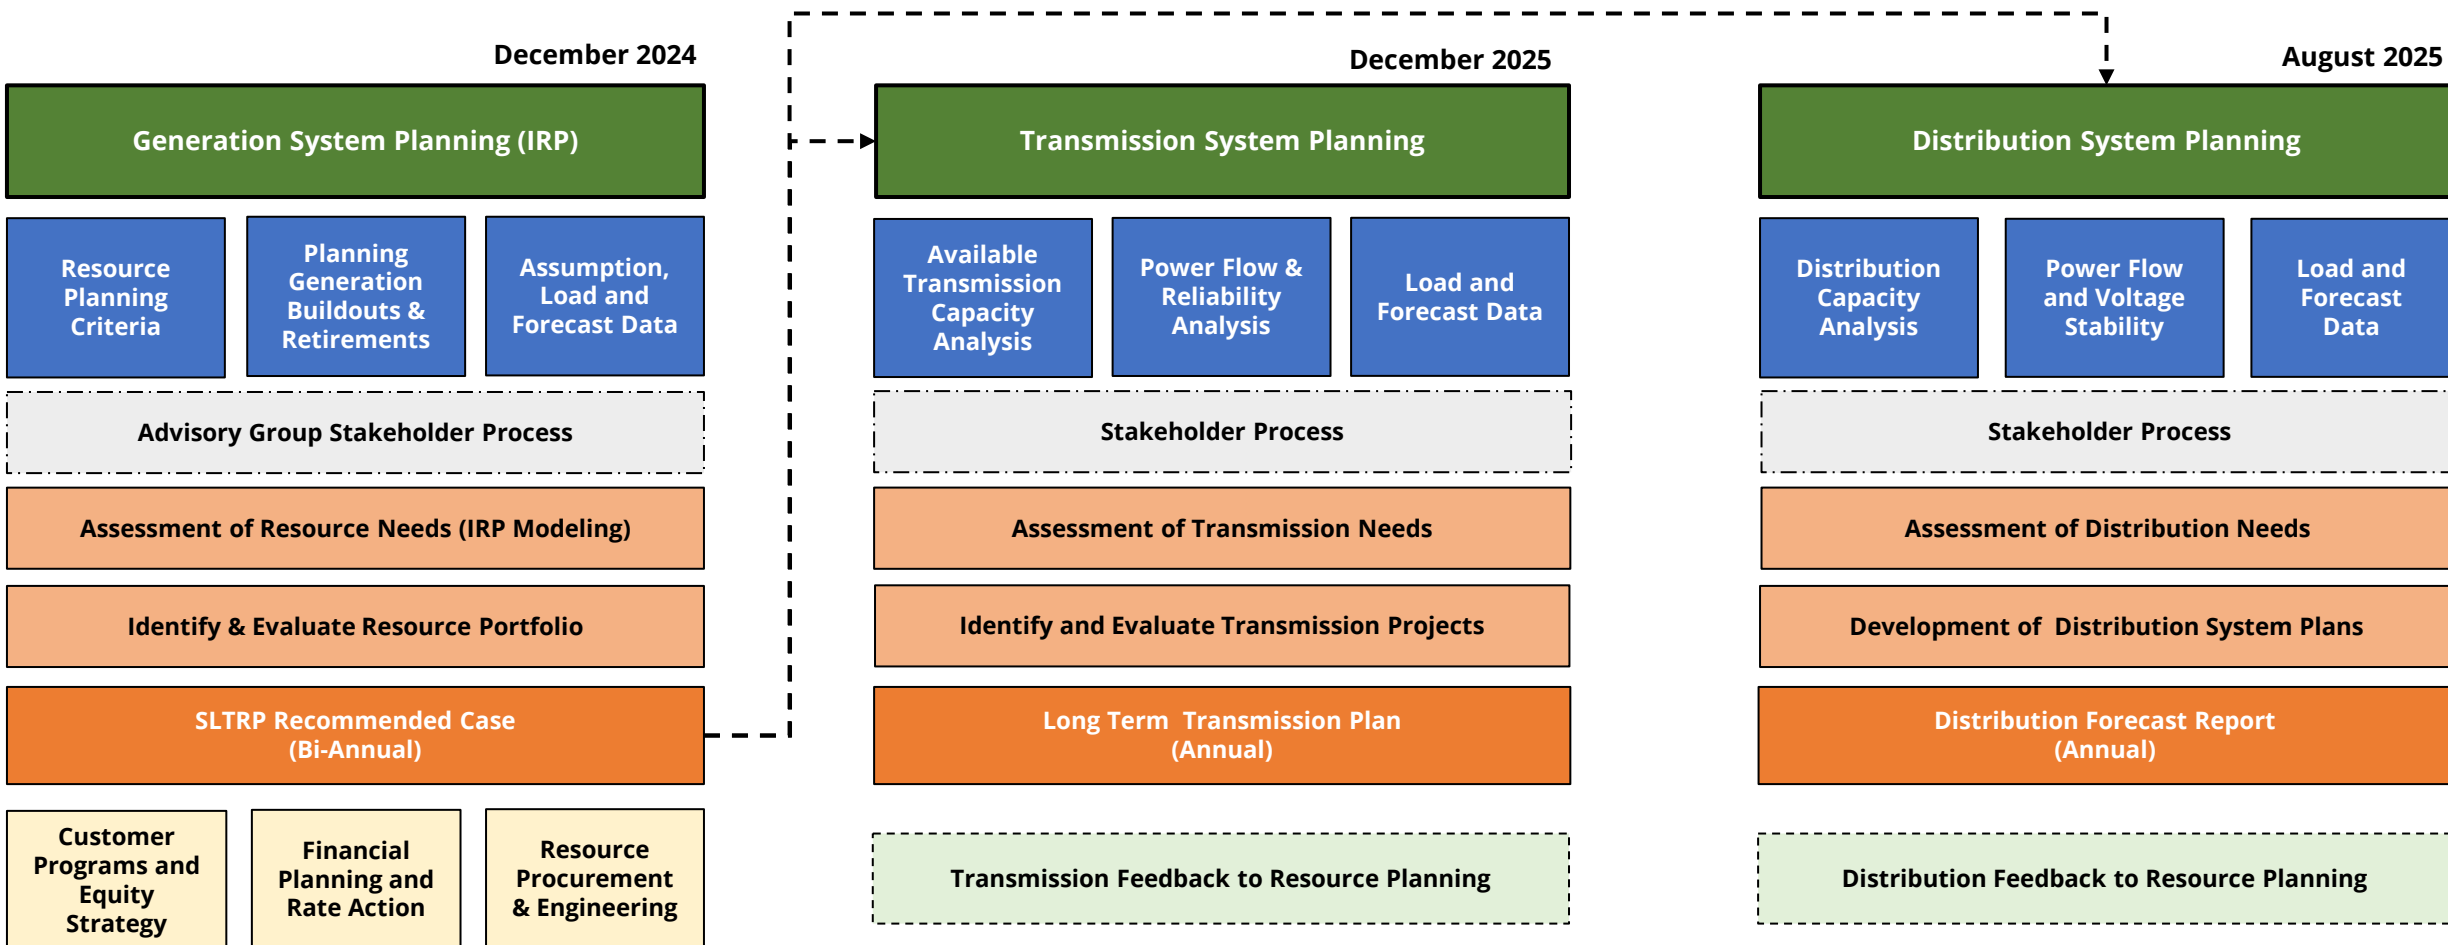 December 2024
Generation System Planning (IRP)
Resource
Planning
Criteria
Planning
Generation
Buildouts &
Retirements
Assumption,
Load and
Forecast Data
Advisory Group Stakeholder Process
Assessment of Resource Needs (IRP Modeling)
Identify & Evaluate Resource Portfolio
SLTRP Recommended Case
(Bi-Annual)
Customer
Programs and
Equity
Strategy
Financial
Planning and
Rate Action
Resource
Procurement
& Engineering
December 2025
Transmission System Planning
Available
Transmission
Capacity
Analysis
Power Flow &
Reliability
Analysis
Load and
Forecast Data
Stakeholder Process
Assessment of Transmission Needs
Identify and Evaluate Transmission Projects
Long Term  Transmission Plan
(Annual)
Transmission Feedback to Resource Planning
August 2025
Distribution System Planning
Distribution
Capacity
Analysis
Power Flow
and Voltage
Stability
Load and
Forecast
Data
Stakeholder Process
Assessment of Distribution Needs
Development of  Distribution System Plans
Distribution Forecast Report
(Annual)
Distribution Feedback to Resource Planning